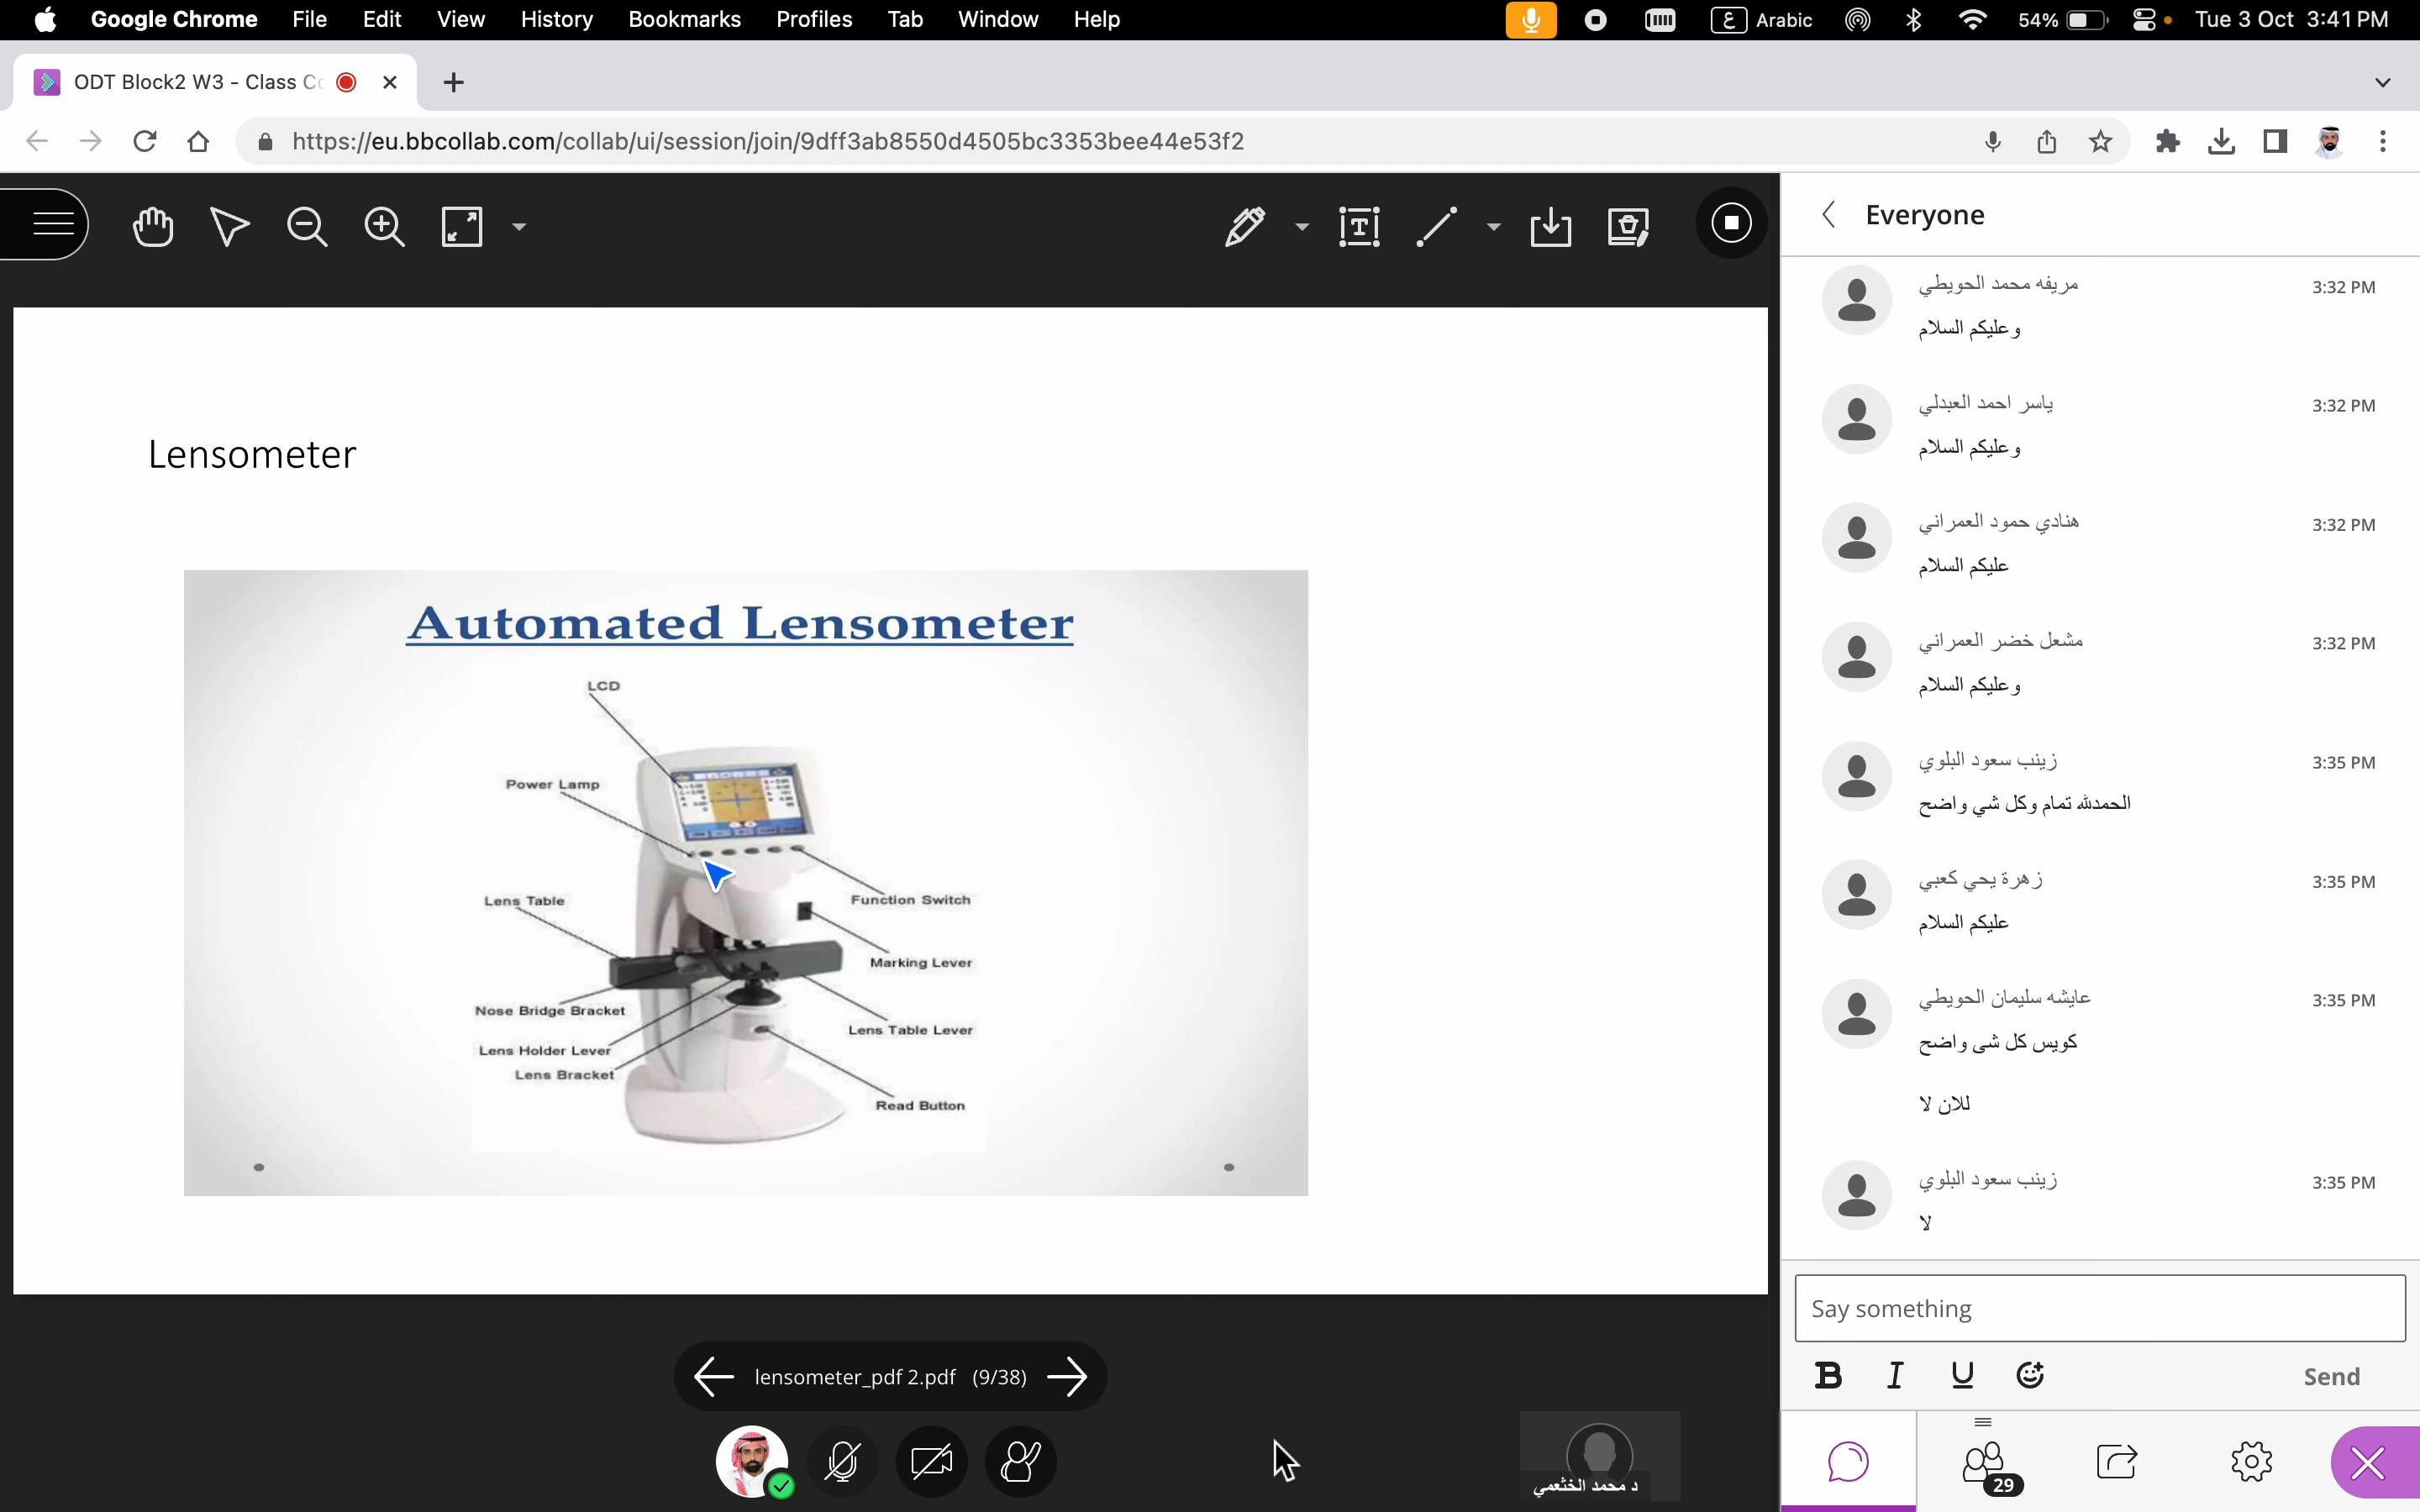 Google Chrome File Edit View History Bookmarks Profiles Tab Window Help ع Arabic 54% Tue 3 Oct 3:41 PM
ODT Block2 W3 - Class Co
https://eu.bbcollab.com/collab/ui/session/join/9dff3ab8550d4505bc3353bee44e53f2
Lensometer
Automated Lensometer
LCD
Power Lamp
Lens Table
Function Switch
Marking Lever
Nose Bridge Bracket
Lens Table Lever
Lens Holder Lever
Lens Bracket
Read Button
lensometer_pdf 2.pdf (9/38)
د محمد الخثعمي
Everyone
مريفه محمد الحويطي 3:32 PM
وعليكم السلام
ياسر احمد العبدلي 3:32 PM
وعليكم السلام
هنادي حمود العمراني 3:32 PM
عليكم السلام
مشعل خضر العمراني 3:32 PM
وعليكم السلام
زينب سعود البلوي 3:35 PM
الحمدلله تمام وكل شي واضح
زهرة يحي كعبي 3:35 PM
عليكم السلام
عايشه سليمان الحويطي 3:35 PM
كويس كل شى واضح
للان لا
زينب سعود البلوي 3:35 PM
لا
Say something
B I U Send
29